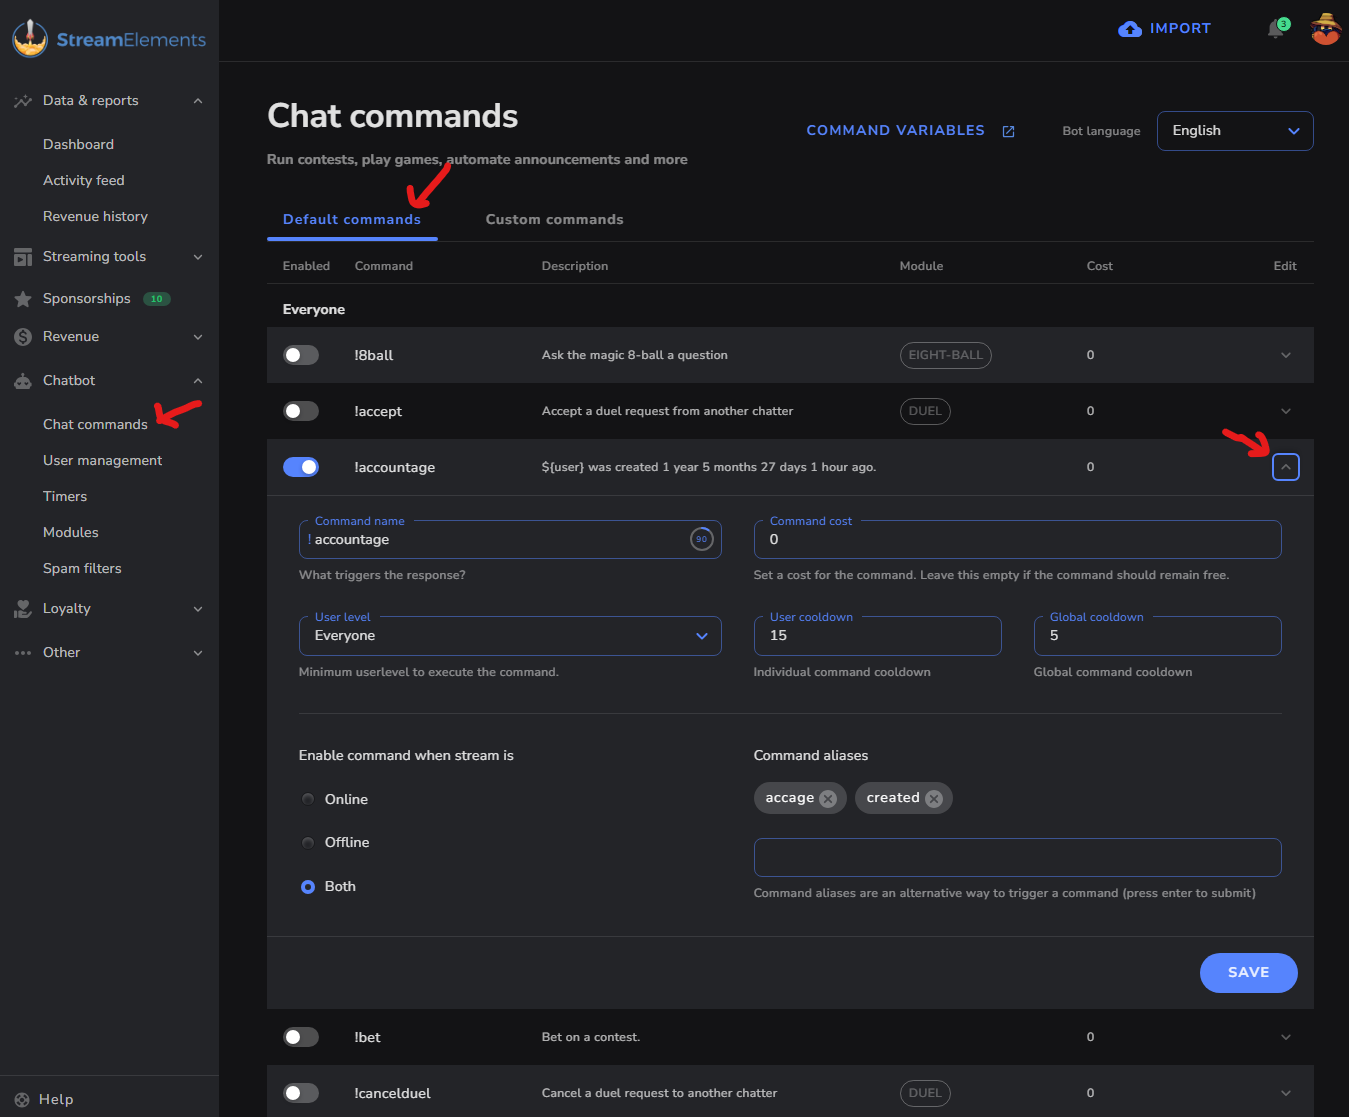 StreamElements
IMPORT
3
Data & reports
Dashboard
Activity feed
Revenue history
Streaming tools
Sponsorships 10
Revenue
Chatbot
Chat commands
User management
Timers
Modules
Spam filters
Loyalty
Other
Help
Chat commands
Run contests, play games, automate announcements and more
COMMAND VARIABLES
Bot language
English
Default commands Custom commands
Enabled Command Description Module Cost Edit
Everyone
!8ball Ask the magic 8-ball a question EIGHT-BALL 0
!accept Accept a duel request from another chatter DUEL 0
!accountage ${user} was created 1 year 5 months 27 days 1 hour ago. 0
Command name
! accountage 90
What triggers the response?
Command cost
0
Set a cost for the command. Leave this empty if the command should remain free.
User level
Everyone
Minimum userlevel to execute the command.
User cooldown
15
Individual command cooldown
Global cooldown
5
Global command cooldown
Enable command when stream is
Online
Offline
Both
Command aliases
accage created
Command aliases are an alternative way to trigger a command (press enter to submit)
SAVE
!bet Bet on a contest. 0
!cancelduel Cancel a duel request to another chatter DUEL 0